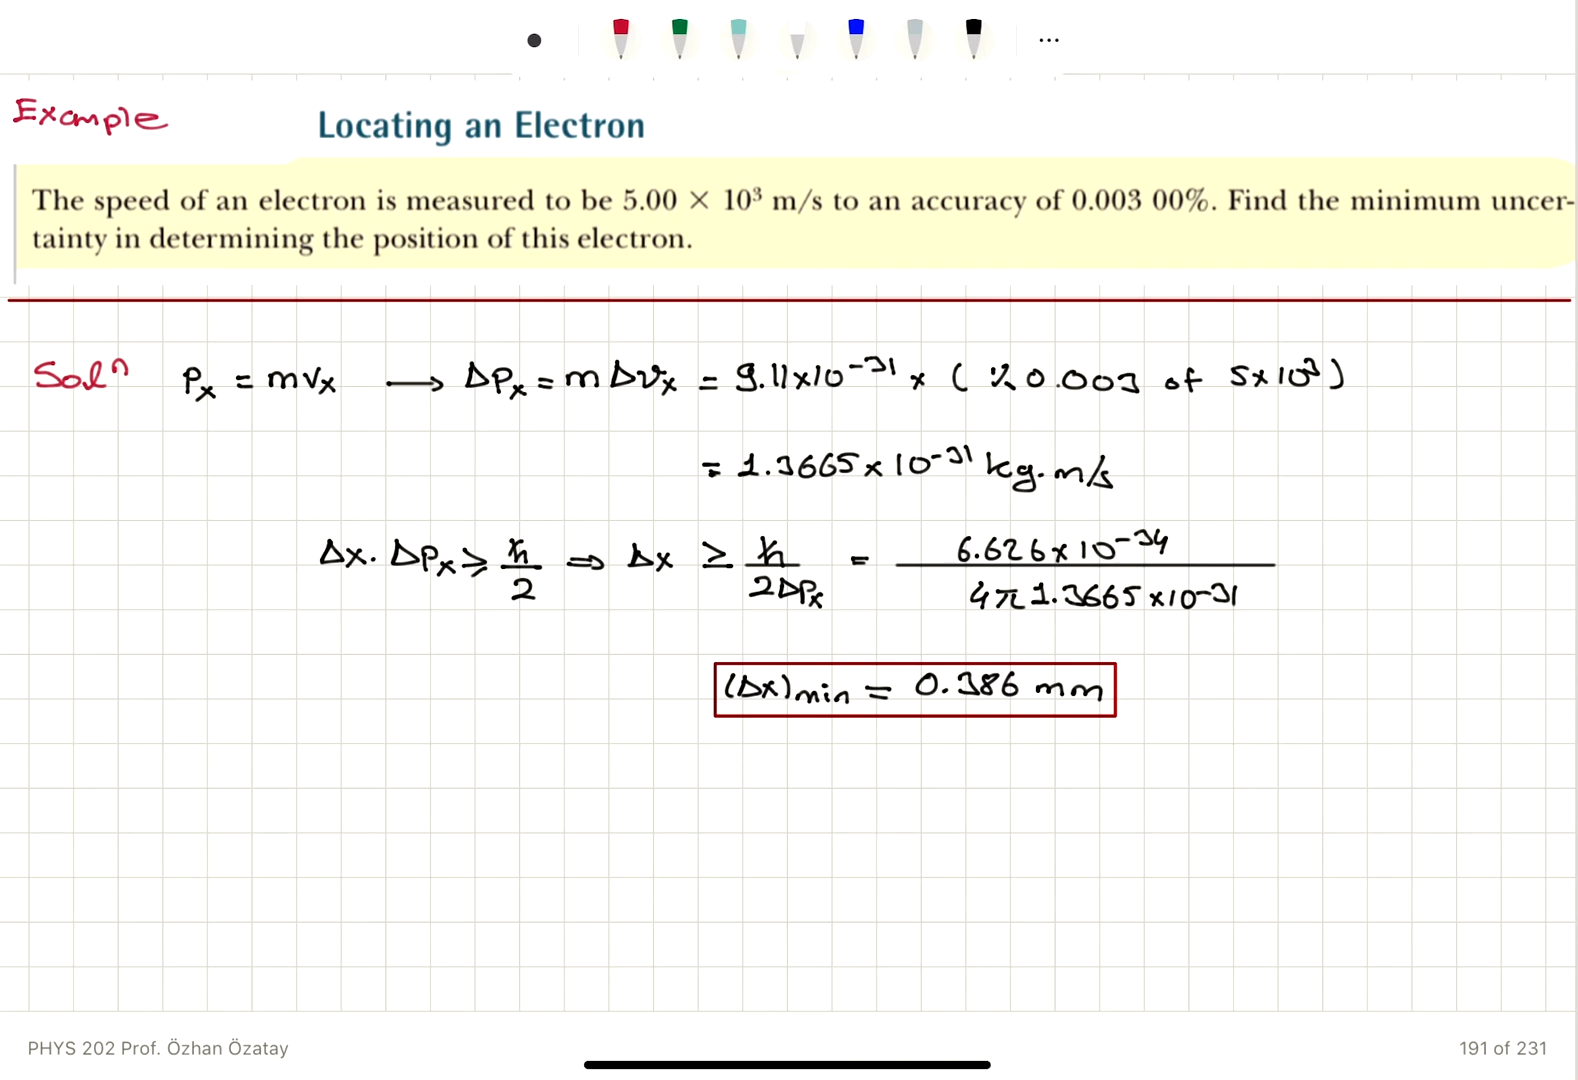 Example
Locating an Electron
The speed of an electron is measured to be 5.00 × 10³ m/s to an accuracy of 0.003 00%. Find the minimum uncer-
tainty in determining the position of this electron.
Solⁿ Pₓ = mvₓ ⟶ ΔPₓ = mΔvₓ = 9.11×10⁻³¹ × ( % 0.003 of 5×10³ )
= 1.3665×10⁻³¹ kg.m/s
Δx. ΔPₓ ≥ ℏ/2 ⇒ Δx ≥ ℏ/2ΔPₓ = 6.626×10⁻³⁴ / 4π 1.3665×10⁻³¹
(Δx)min = 0.386 mm
PHYS 202 Prof. Özhan Özatay
191 of 231